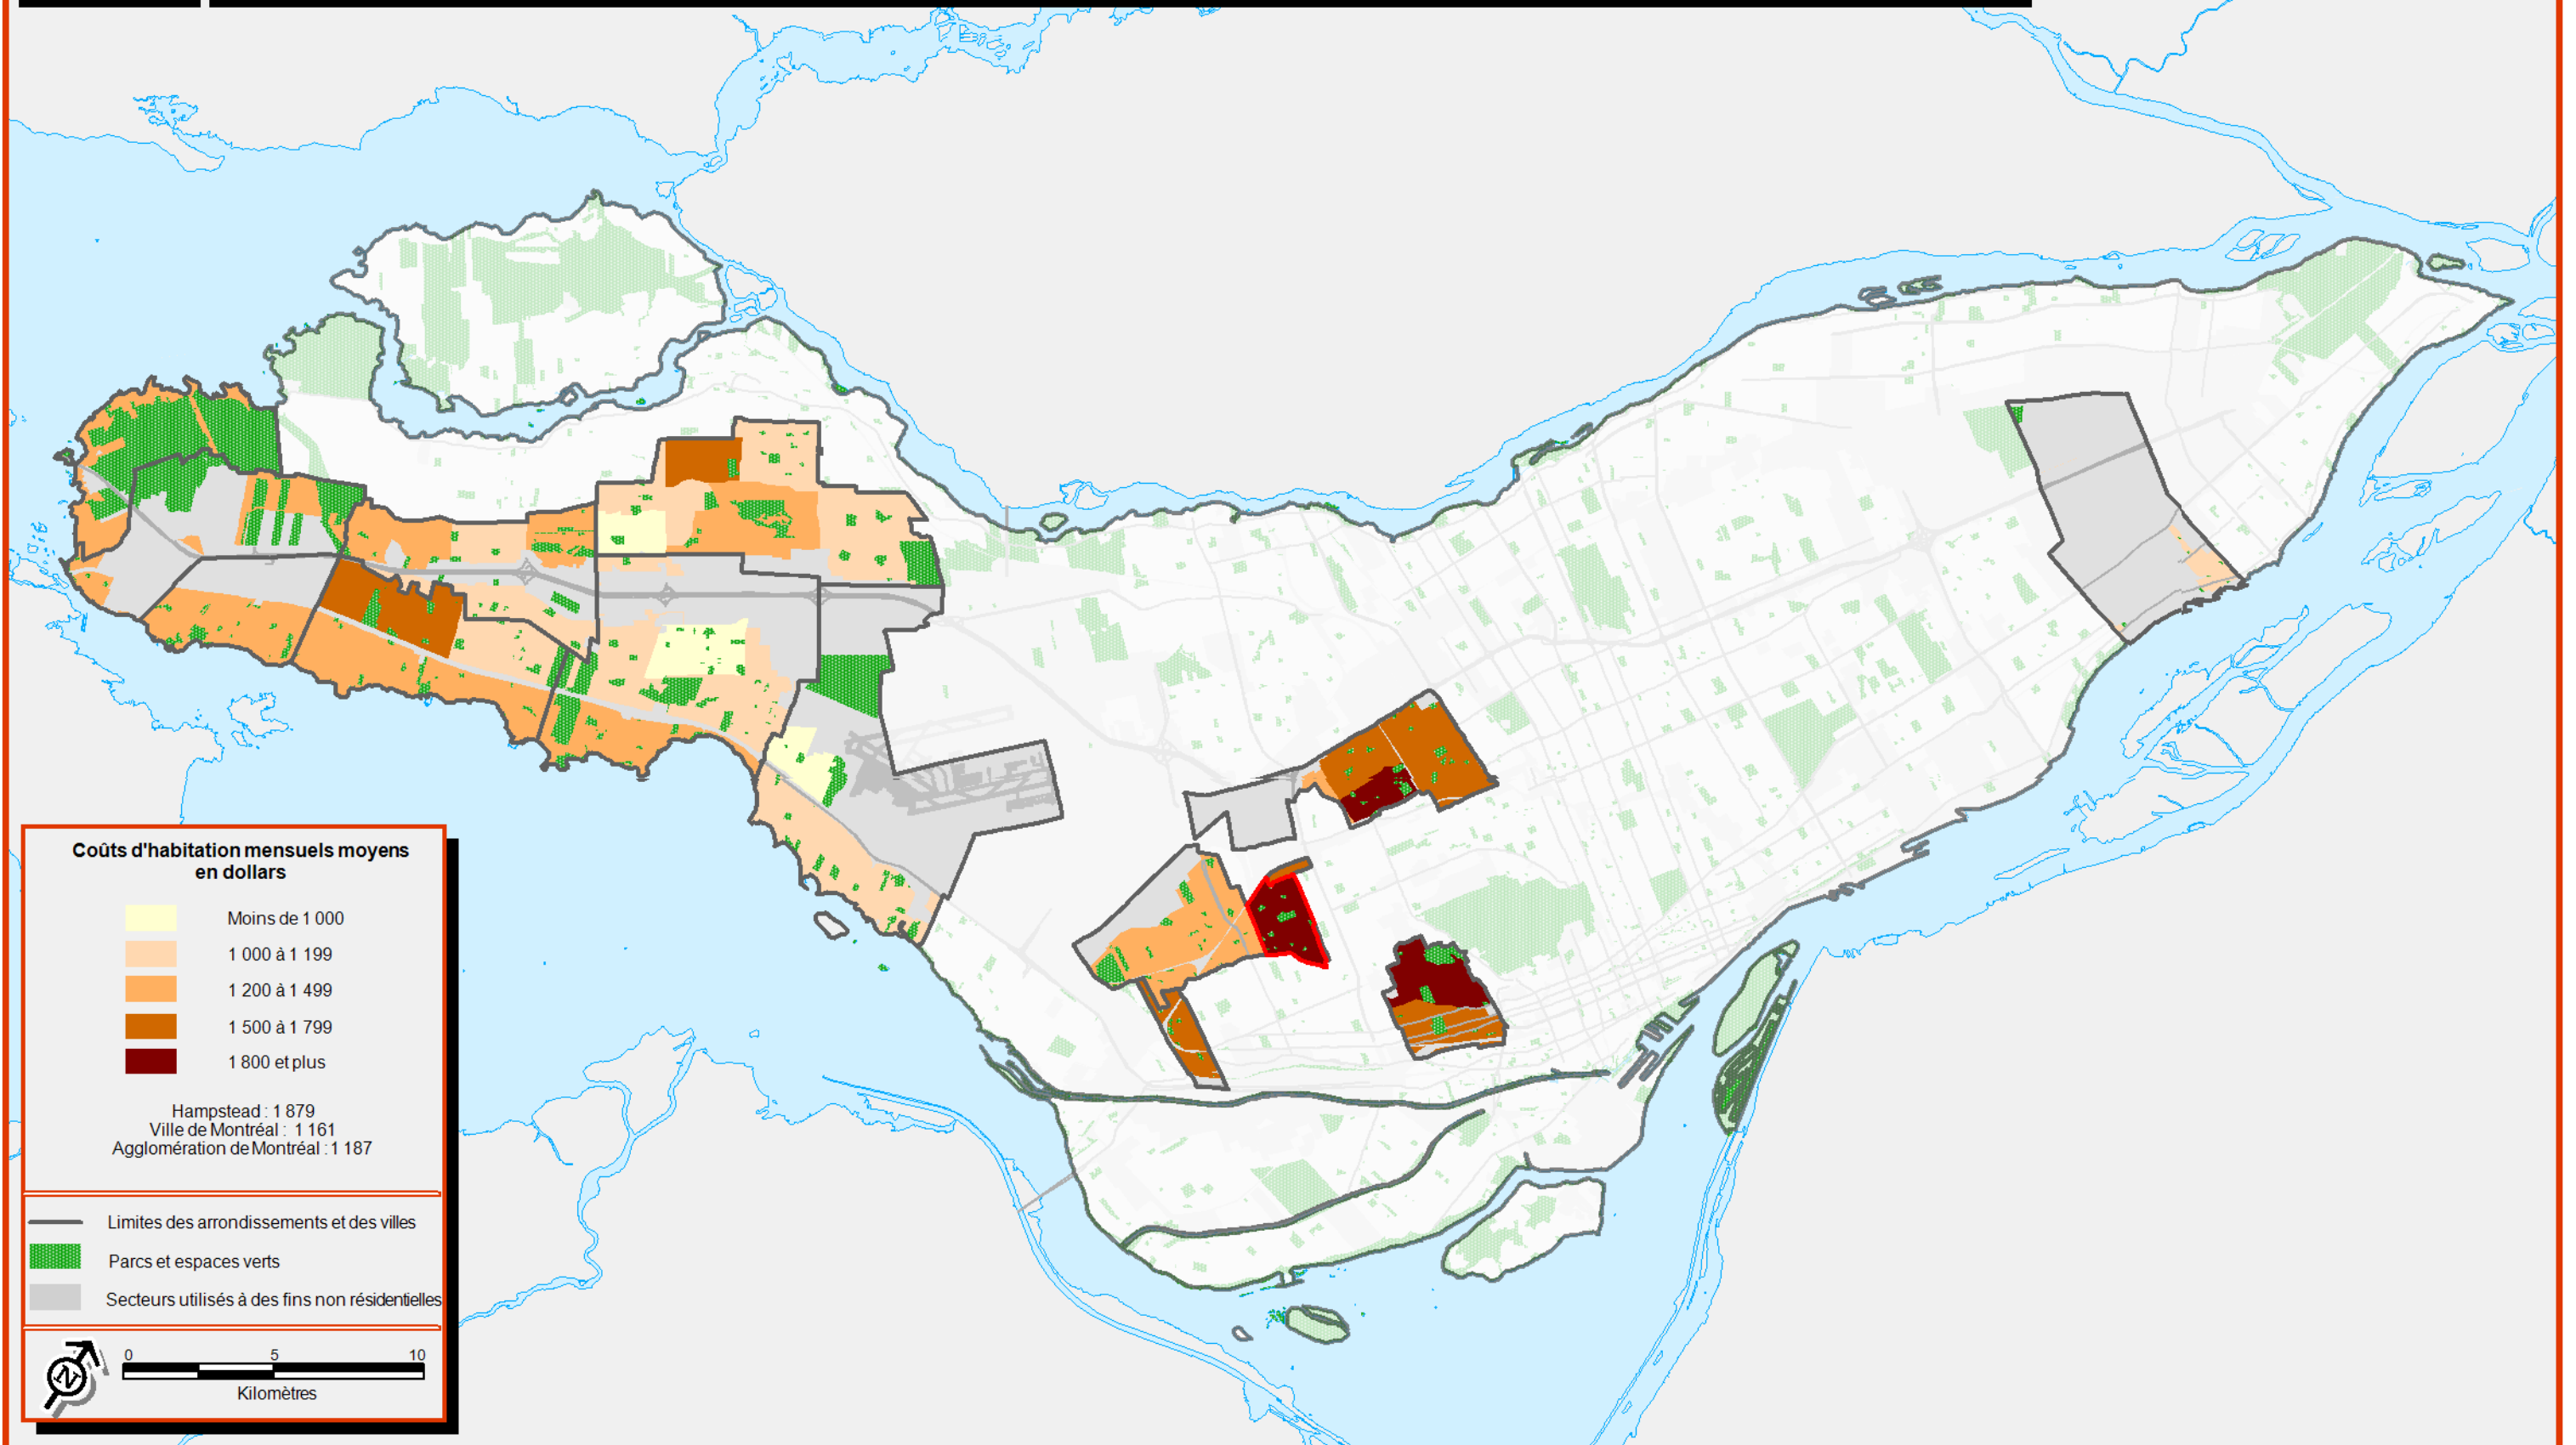 Coûts d'habitation mensuels moyens
en dollars
Moins de 1 000
1 000 à 1 199
1 200 à 1 499
1 500 à 1 799
1 800 et plus
Hampstead : 1 879
Ville de Montréal : 1 161
Agglomération de Montréal : 1 187
Limites des arrondissements et des villes
Parcs et espaces verts
Secteurs utilisés à des fins non résidentielles
N
0 5 10
Kilomètres